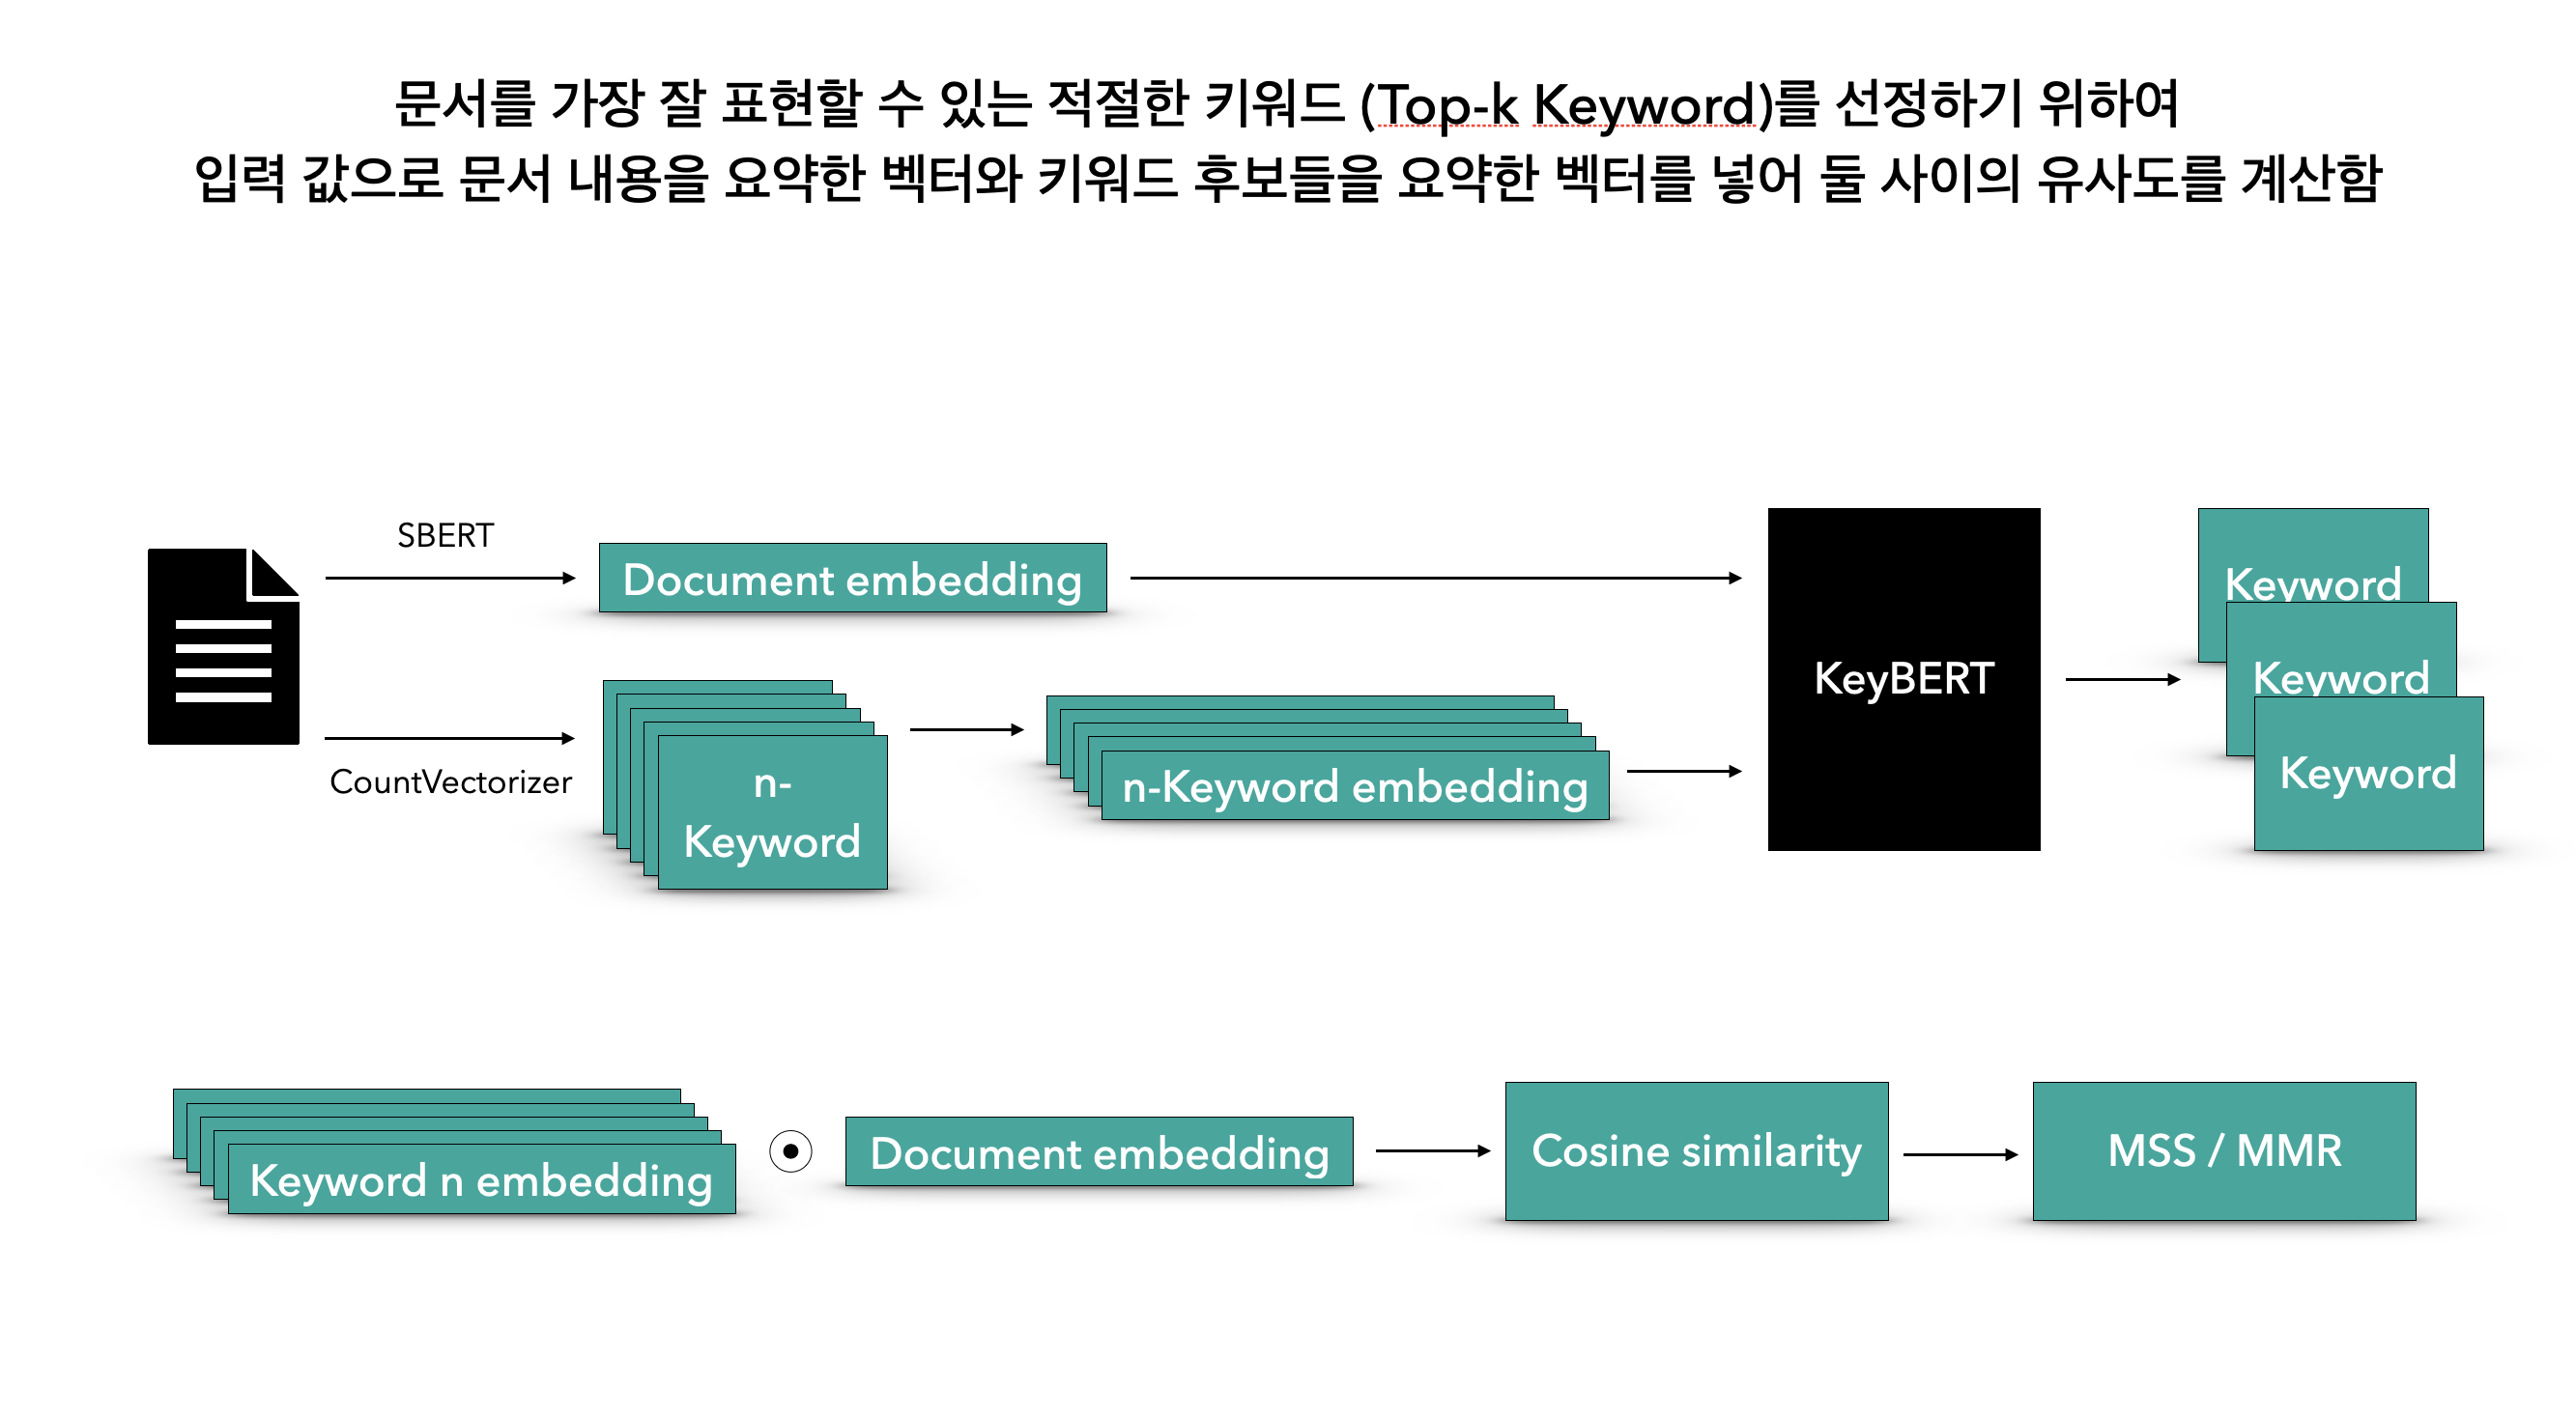 문서를 가장 잘 표현할 수 있는 적절한 키워드 (Top-k Keyword)를 선정하기 위하여
입력 값으로 문서 내용을 요약한 벡터와 키워드 후보들을 요약한 벡터를 넣어 둘 사이의 유사도를 계산함
SBERT
Document embedding
CountVectorizer
n-
Keyword
n-Keyword embedding
KeyBERT
Keyword
Keyword
Keyword
Keyword n embedding
Document embedding
Cosine similarity
MSS / MMR